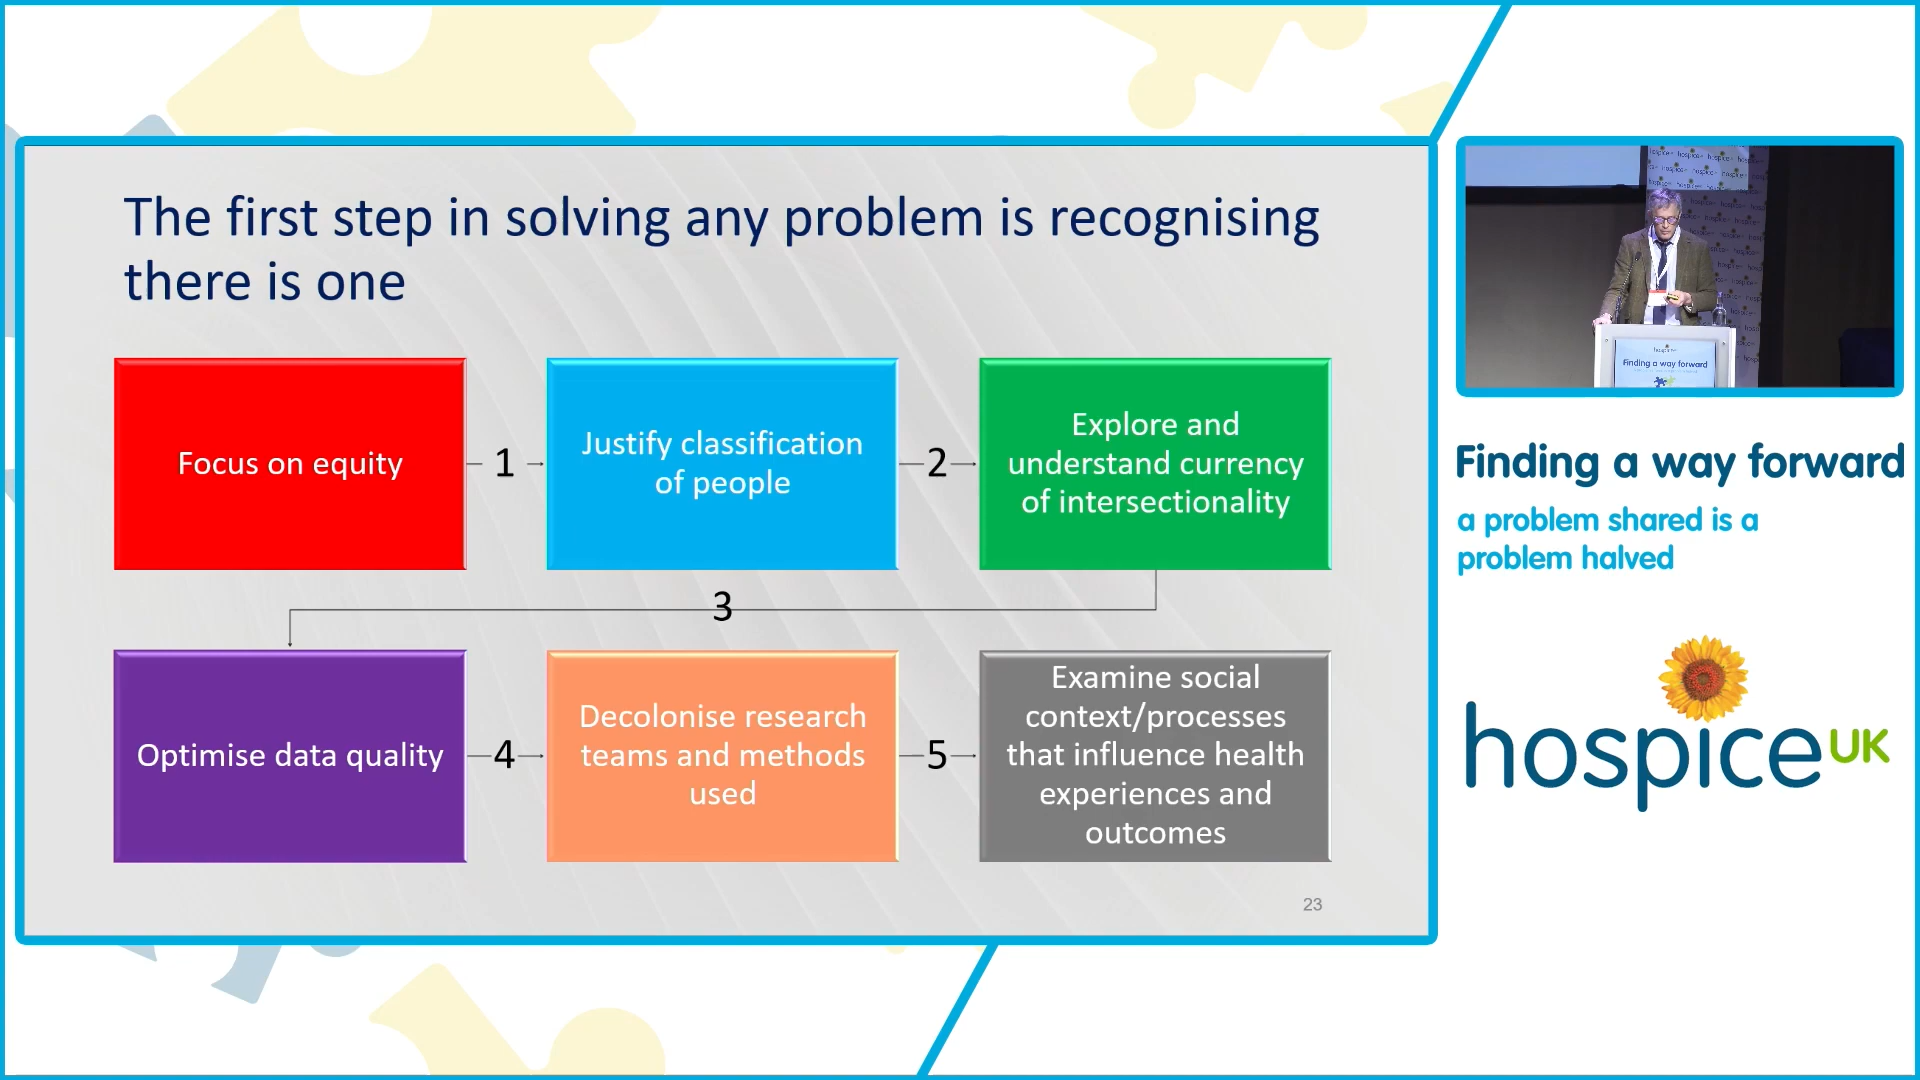 The first step in solving any problem is recognising
there is one
Focus on equity
1
Justify classification
of people
2
Explore and
understand currency
of intersectionality
3
Optimise data quality
4
Decolonise research
teams and methods
used
5
Examine social
context/processes
that influence health
experiences and
outcomes
23
Finding a way forward
Finding a way forward
a problem shared is a
problem halved
hospice UK